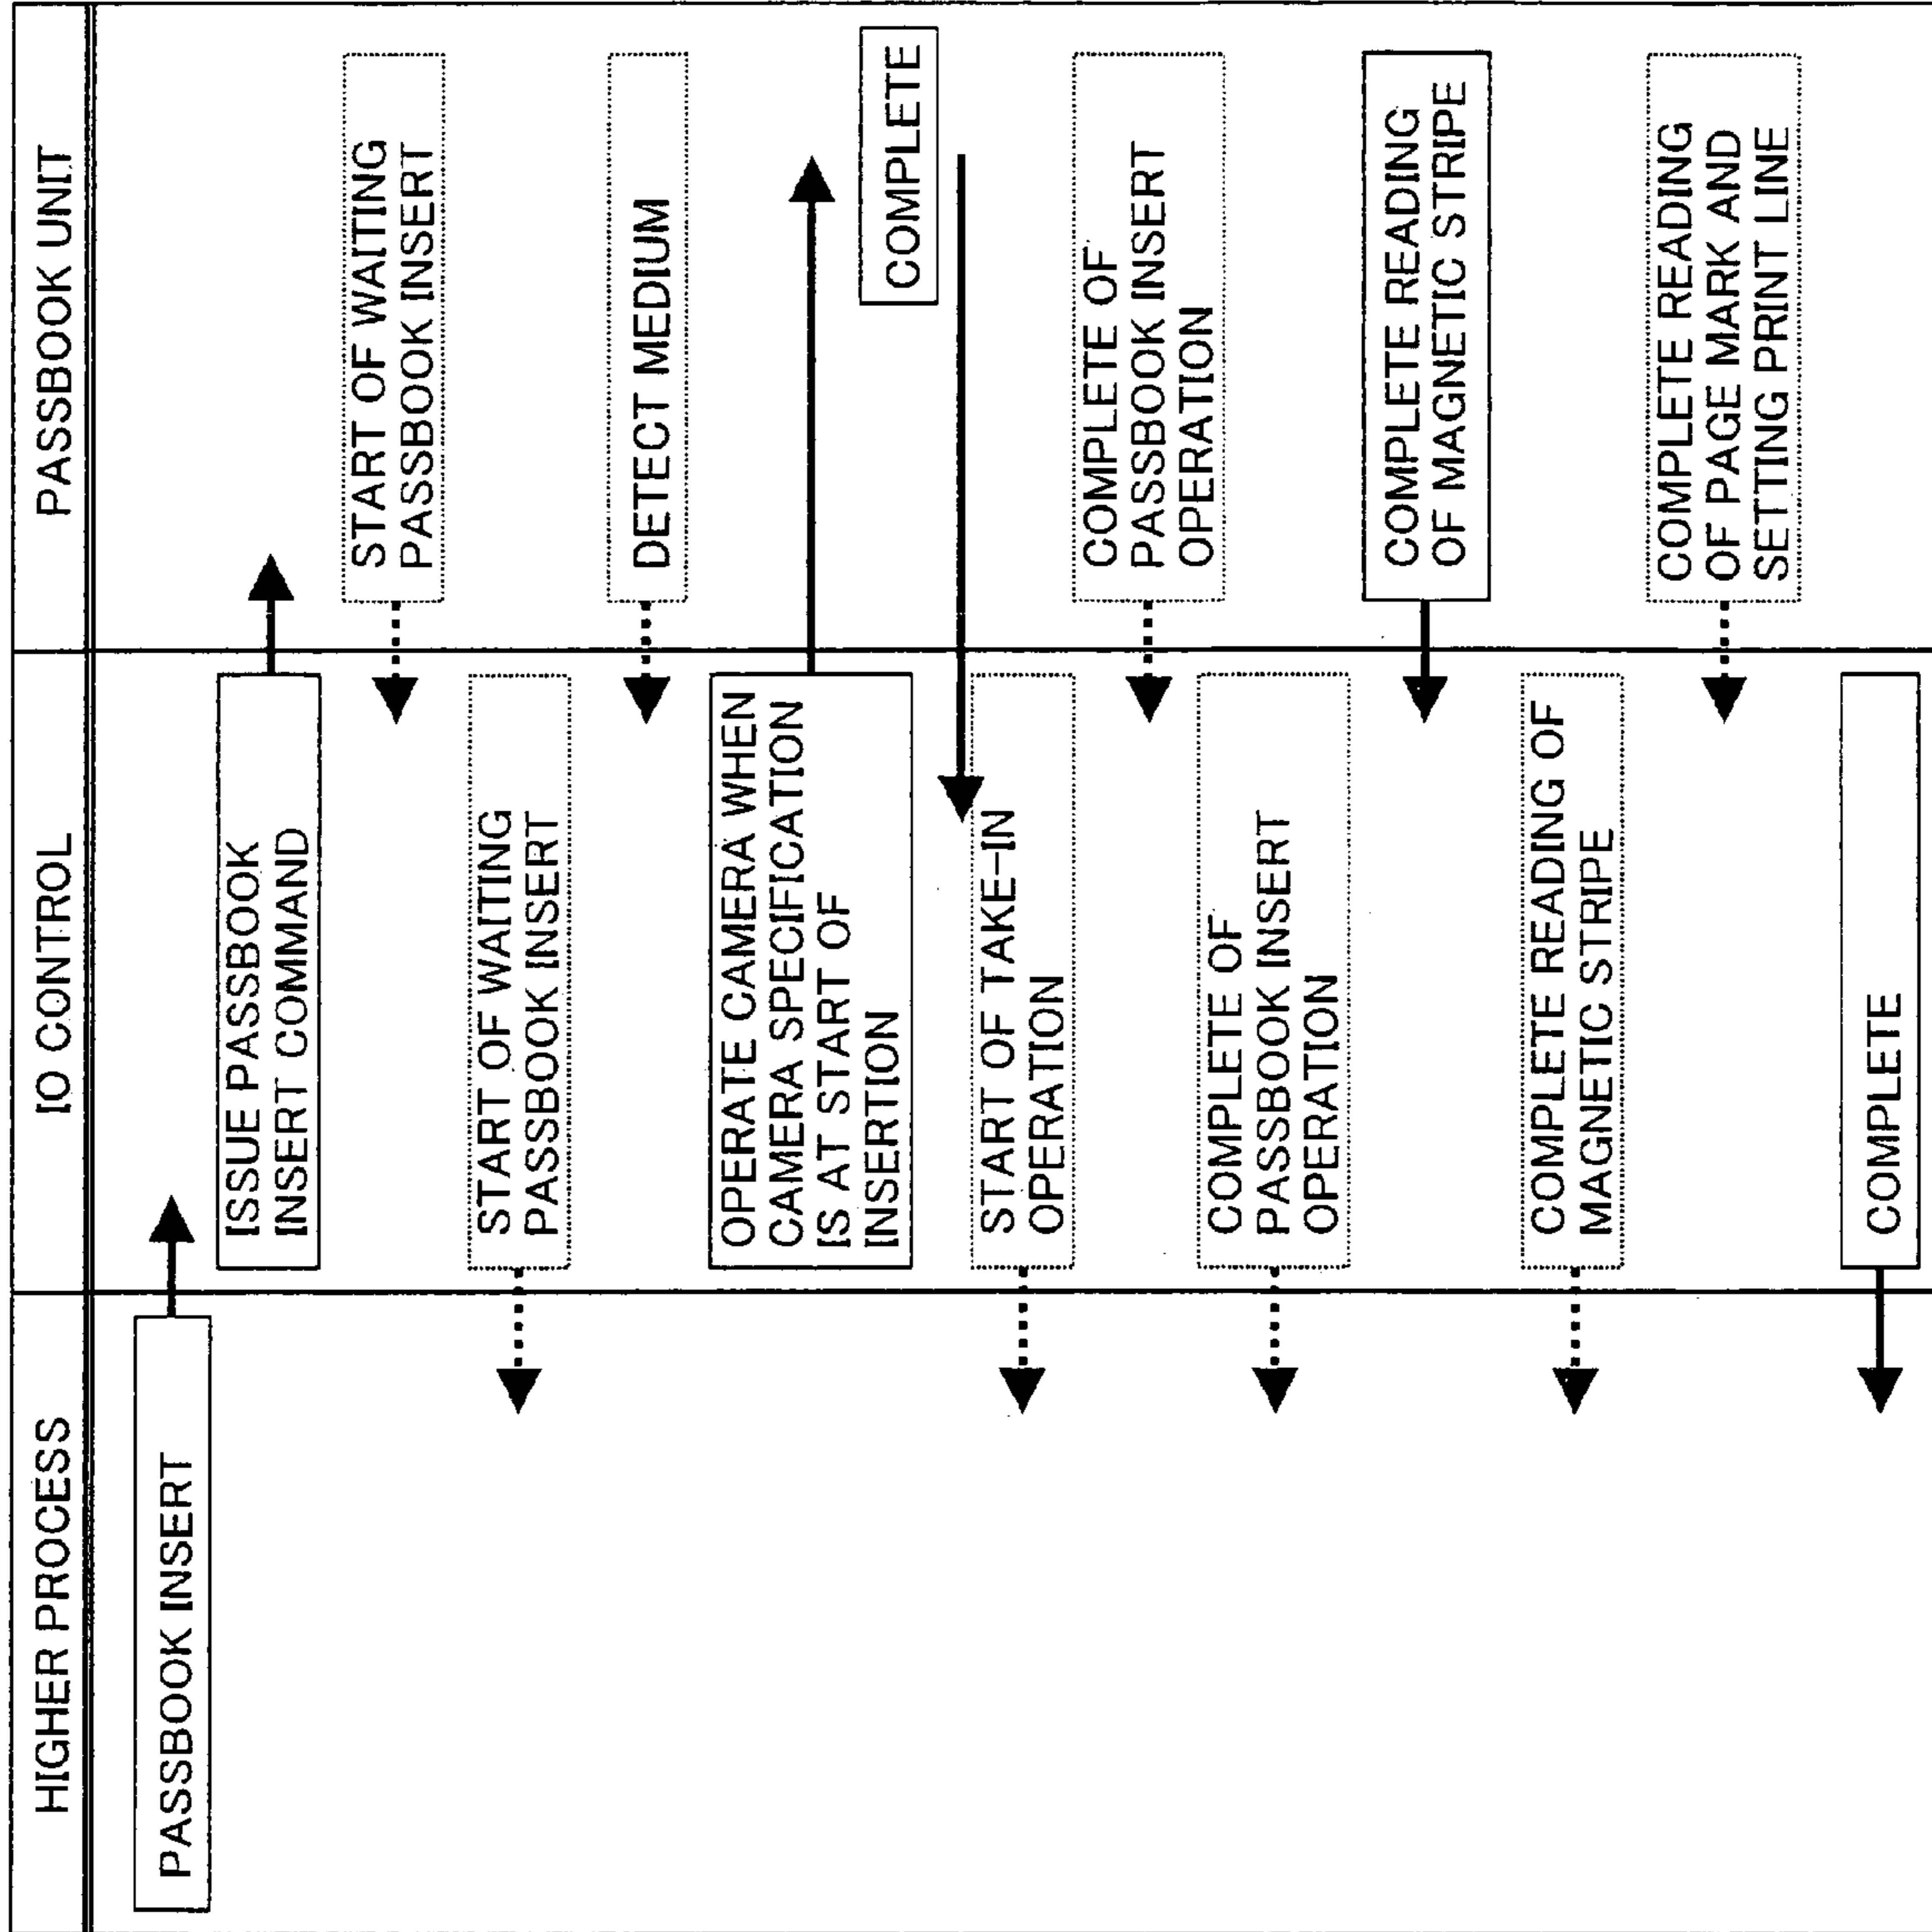 HIGHER PROCESS
IO CONTROL
PASSBOOK UNIT
PASSBOOK INSERT
ISSUE PASSBOOK
INSERT COMMAND
START OF WAITING
PASSBOOK INSERT
START OF WAITING
PASSBOOK INSERT
DETECT MEDIUM
OPERATE CAMERA WHEN
CAMERA SPECIFICATION
IS AT START OF
INSERTION
COMPLETE
START OF TAKE-IN
OPERATION
COMPLETE OF
PASSBOOK INSERT
OPERATION
COMPLETE OF
PASSBOOK INSERT
OPERATION
COMPLETE READING
OF MAGNETIC STRIPE
COMPLETE READING OF
MAGNETIC STRIPE
COMPLETE READING
OF PAGE MARK AND
SETTING PRINT LINE
COMPLETE